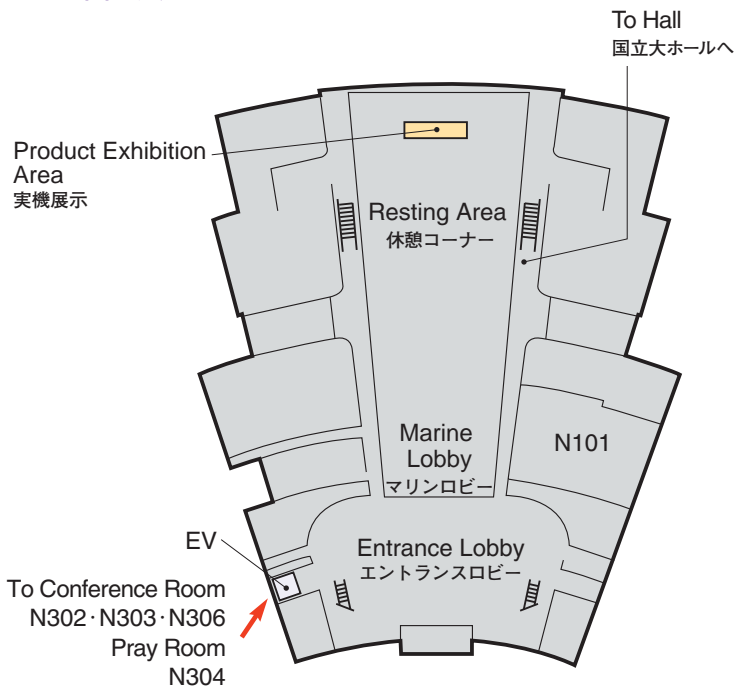 To Hall
国立大ホールへ
Product Exhibition
Area
実機展示
Resting Area
休憩コーナー
Marine
Lobby
マリンロビー
N101
EV
Entrance Lobby
エントランスロビー
To Conference Room
N302·N303·N306
Pray Room
N304